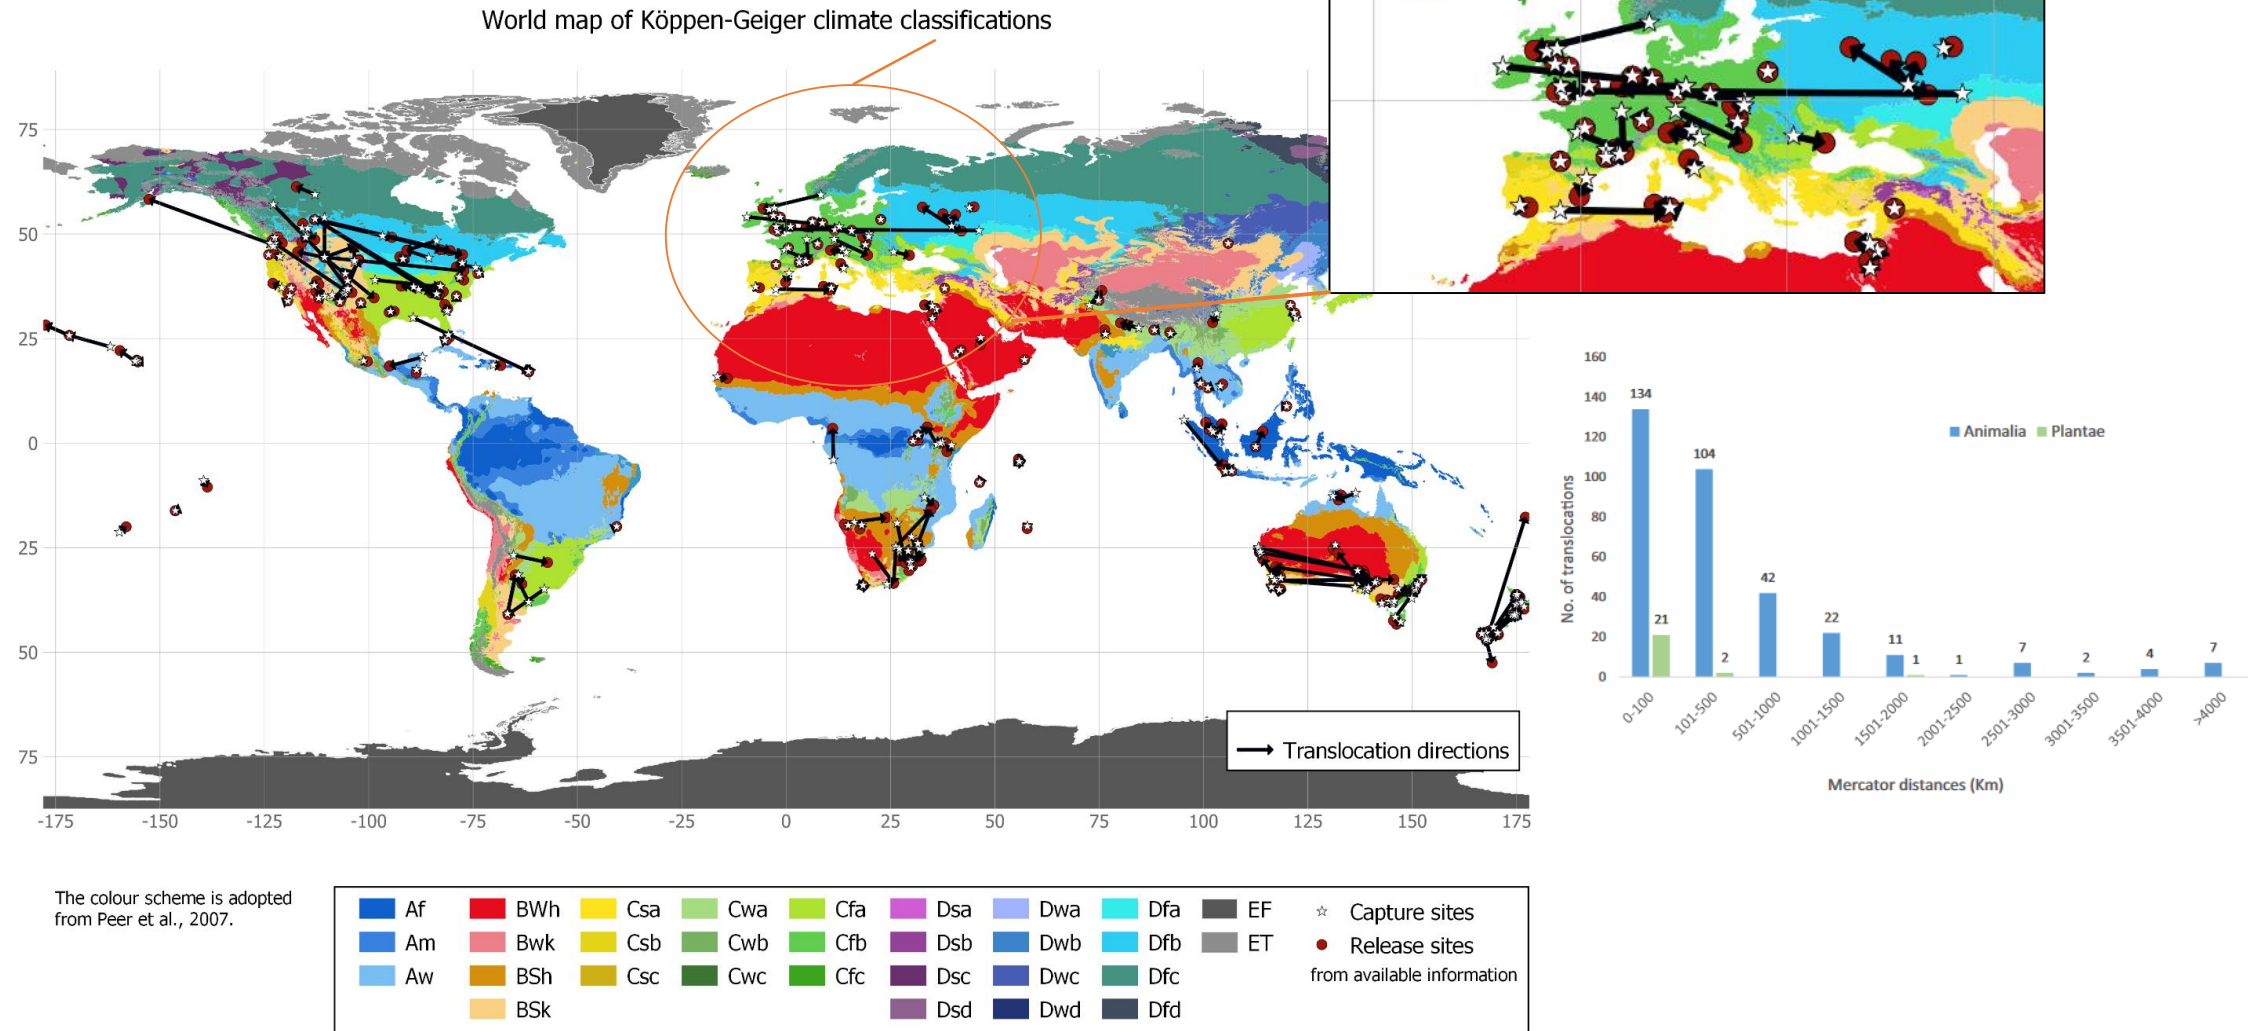 World map of Köppen-Geiger climate classifications
75
50
25
0
25
50
75
-175 -150 -125 -100 -75 -50 -25 0 25 50 75 100 125 150 175
Translocation directions
160
140
120
100
80
60
40
20
0
No. of translocations
134
21
104
2
42
22
11
1
1
7
2
4
7
Animalia Plantae
0-100 101-500 501-1000 1001-1500 1501-2000 2001-2500 2501-3000 3001-3500 3501-4000 >4000
Mercator distances (Km)
The colour scheme is adopted
from Peer et al., 2007.
Af BWh Csa Cwa Cfa Dsa Dwa Dfa EF Capture sites
Am Bwk Csb Cwb Cfb Dsb Dwb Dfb ET Release sites
Aw BSh Csc Cwc Cfc Dsc Dwc Dfc from available information
BSk Dsd Dwd Dfd